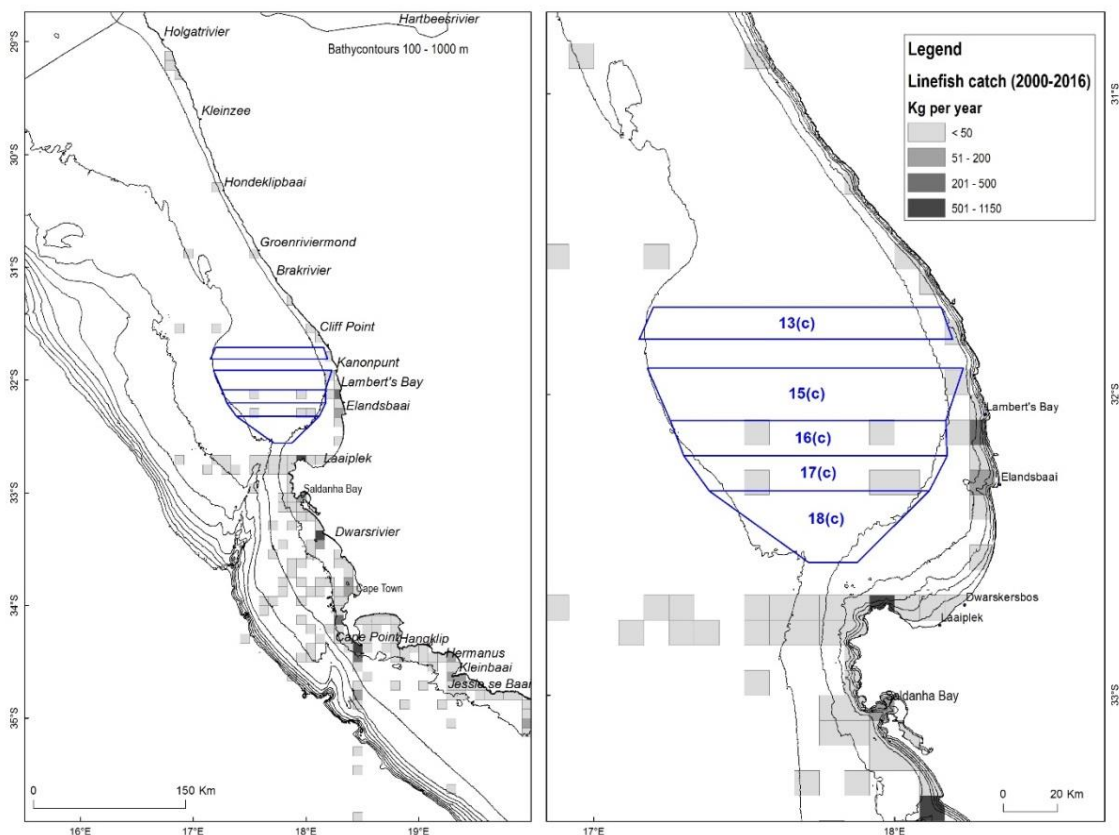 Hartbeesrivier
Holgatrivier
Bathycontours 100 - 1000 m
Kleinzee
Hondeklipbaai
Groenriviermond
Brakrivier
Cliff Point
Kanonpunt
Lambert's Bay
Elandsbaai
Laaiplek
Saldanha Bay
Dwarsrivier
Cape Town
Cape Point
Hangklip
Hermanus
Kleinbaai
Jessie se Baai
29°S
30°S
31°S
32°S
33°S
34°S
35°S
0 150 Km
16°E 17°E 18°E 19°E
Legend
Linefish catch (2000-2016)
Kg per year
< 50
51 - 200
201 - 500
501 - 1150
13(c)
15(c)
16(c)
17(c)
18(c)
Lambert's Bay
Elandsbaai
Dwarskersbos
Laaiplek
Saldanha Bay
31°S
32°S
33°S
0 20 Km
17°E 18°E